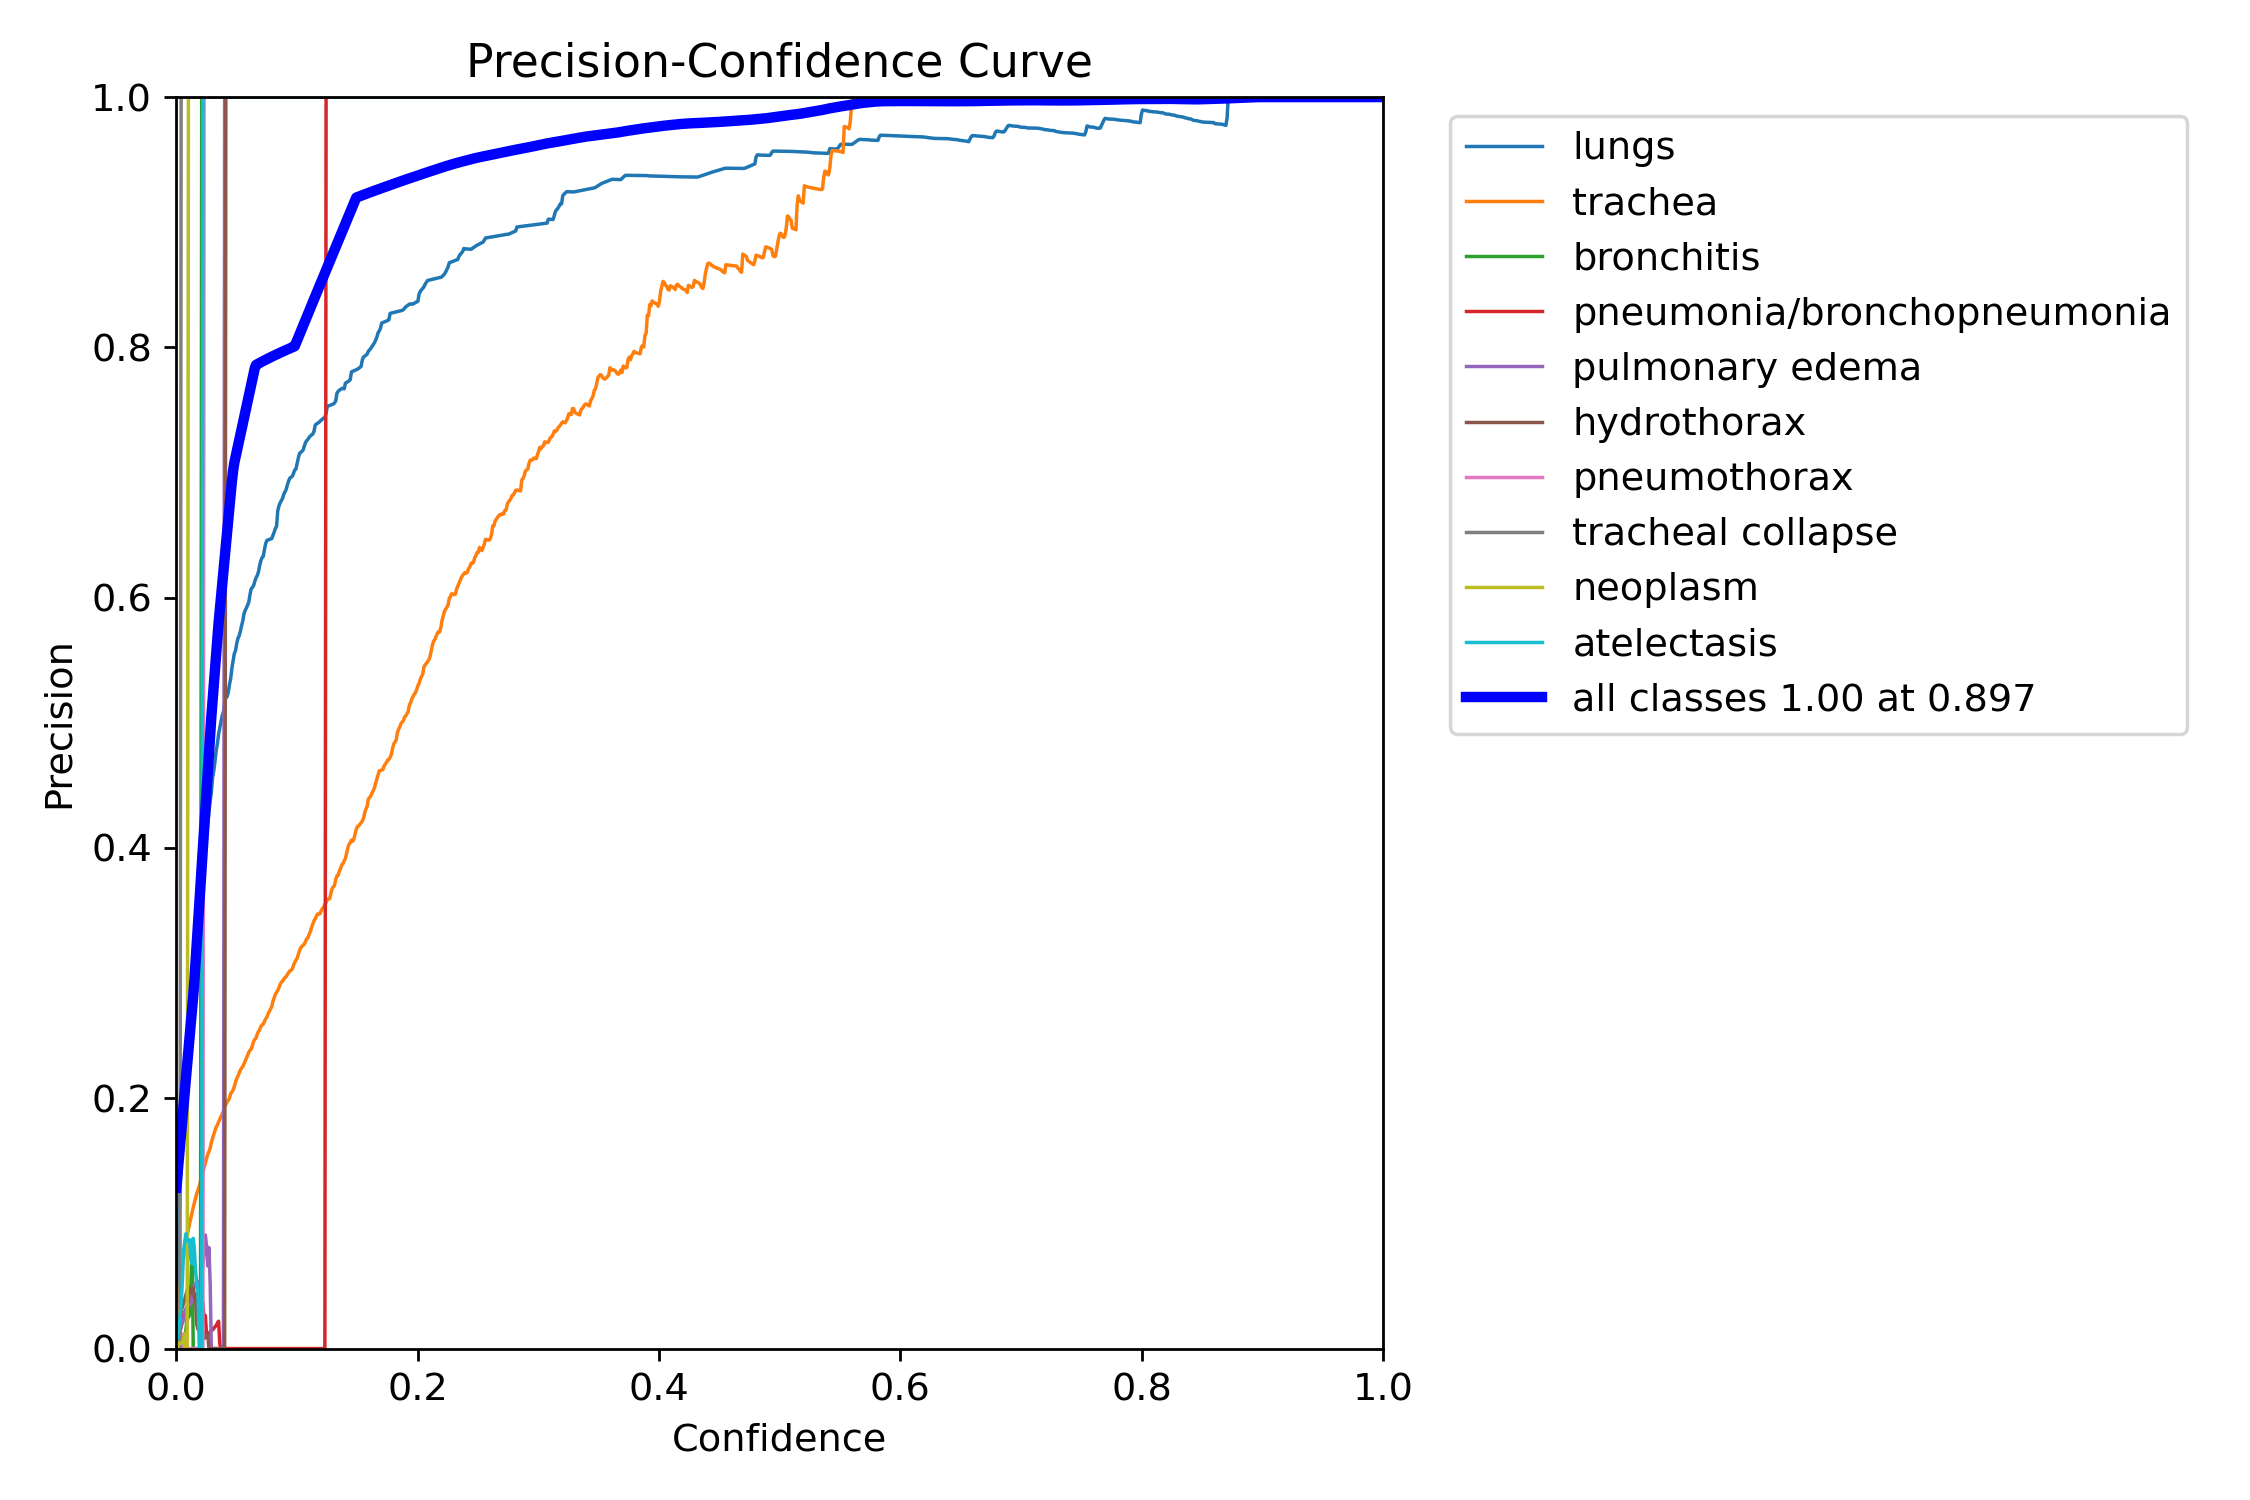 Precision-Confidence Curve
1.0
0.8
0.6
0.4
0.2
0.0
Precision
0.0 0.2 0.4 0.6 0.8 1.0
Confidence
lungs
trachea
bronchitis
pneumonia/bronchopneumonia
pulmonary edema
hydrothorax
pneumothorax
tracheal collapse
neoplasm
atelectasis
all classes 1.00 at 0.897